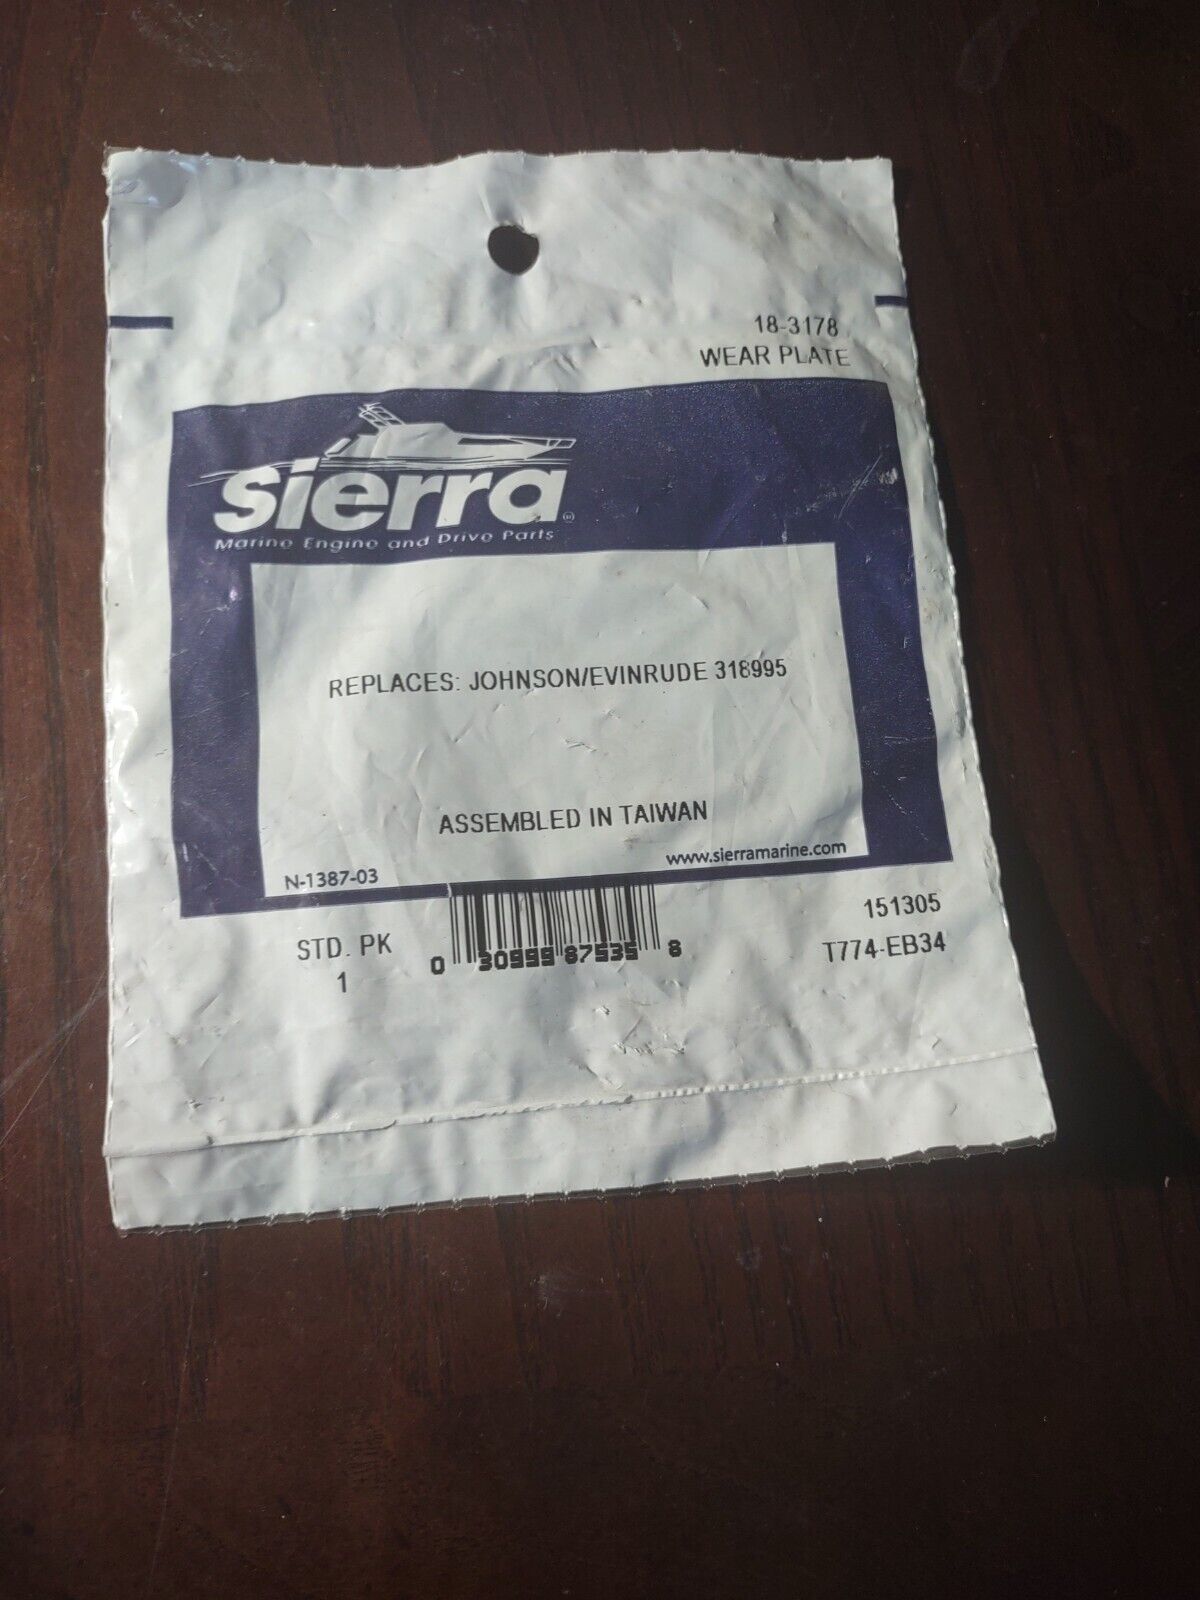 18-3178
WEAR PLATE
sierra®
Marine Engine and Drive Parts
REPLACES: JOHNSON/EVINRUDE 318995
ASSEMBLED IN TAIWAN
www.sierramarine.com
N-1387-03
STD. PK
1
0 30999 87535 8
151305
T774-EB34